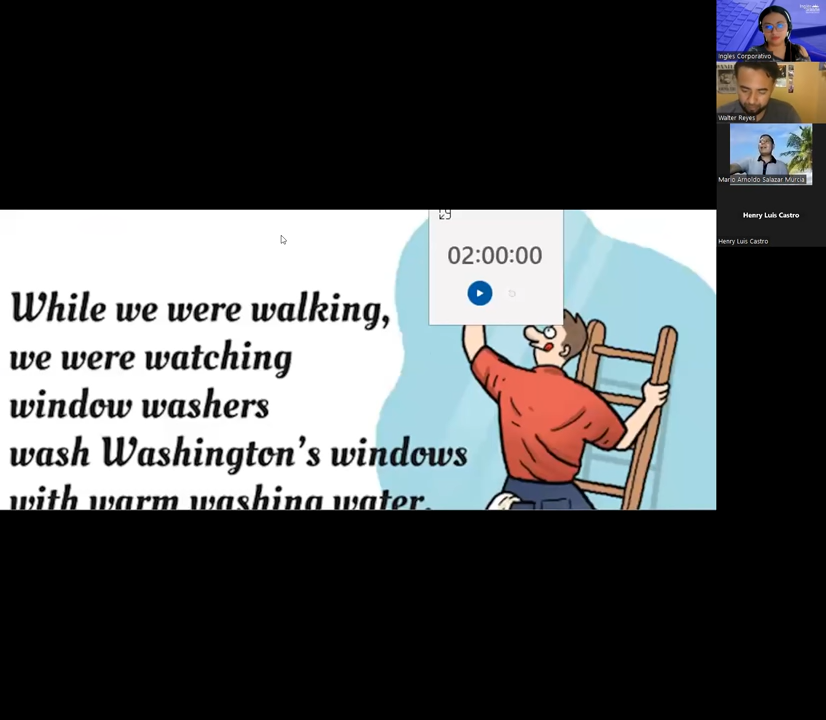 Ingles Corporativo
Walter Reyes
Mario Arnoldo Salazar Murcia
Henry Luis Castro
Henry Luis Castro
02:00:00
While we were walking,
we were watching
window washers
wash Washington's windows
with warm washing water.